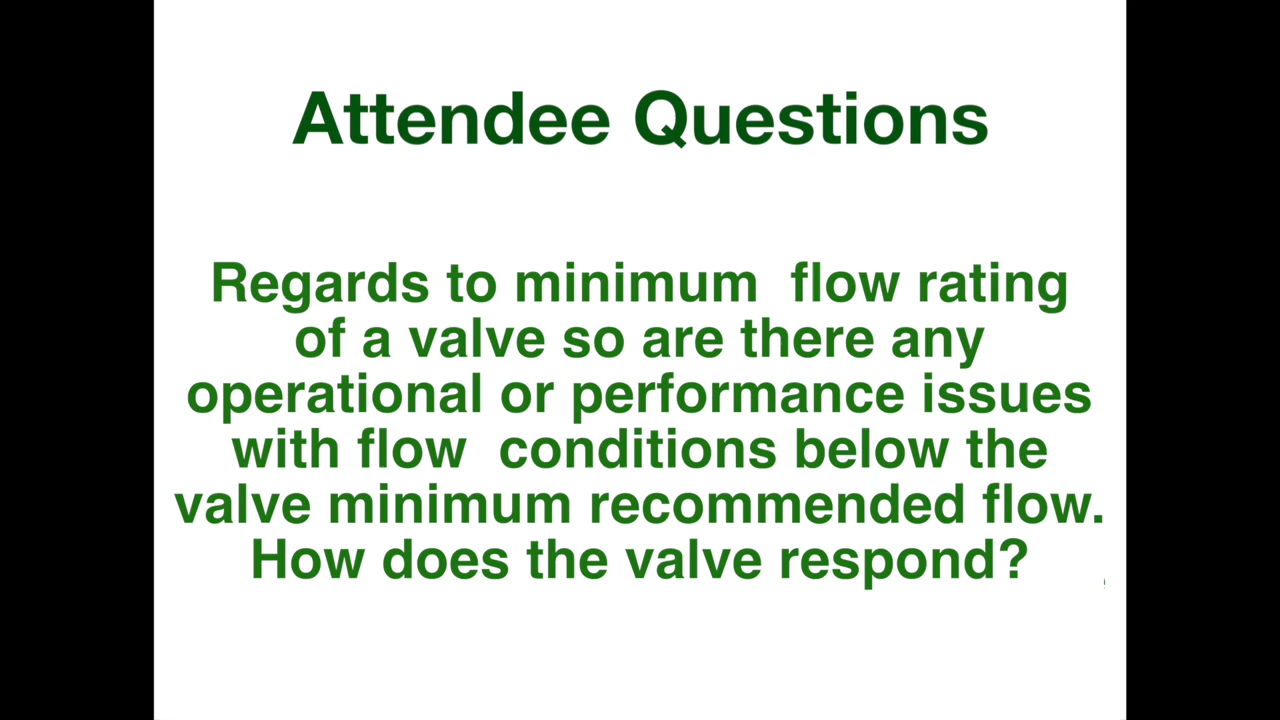 Attendee Questions
Regards to minimum  flow rating
of a valve so are there any
operational or performance issues
with flow  conditions below the
valve minimum recommended flow.
How does the valve respond?